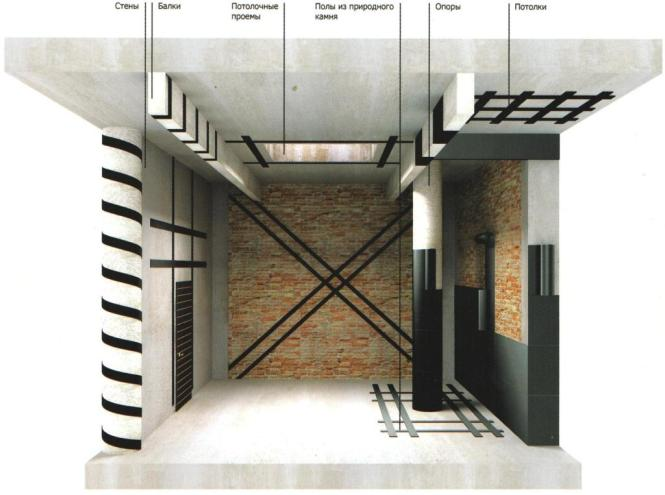 Стены
Балки
Потолочные
проемы
Полы из природного
камня
Опоры
Потолки